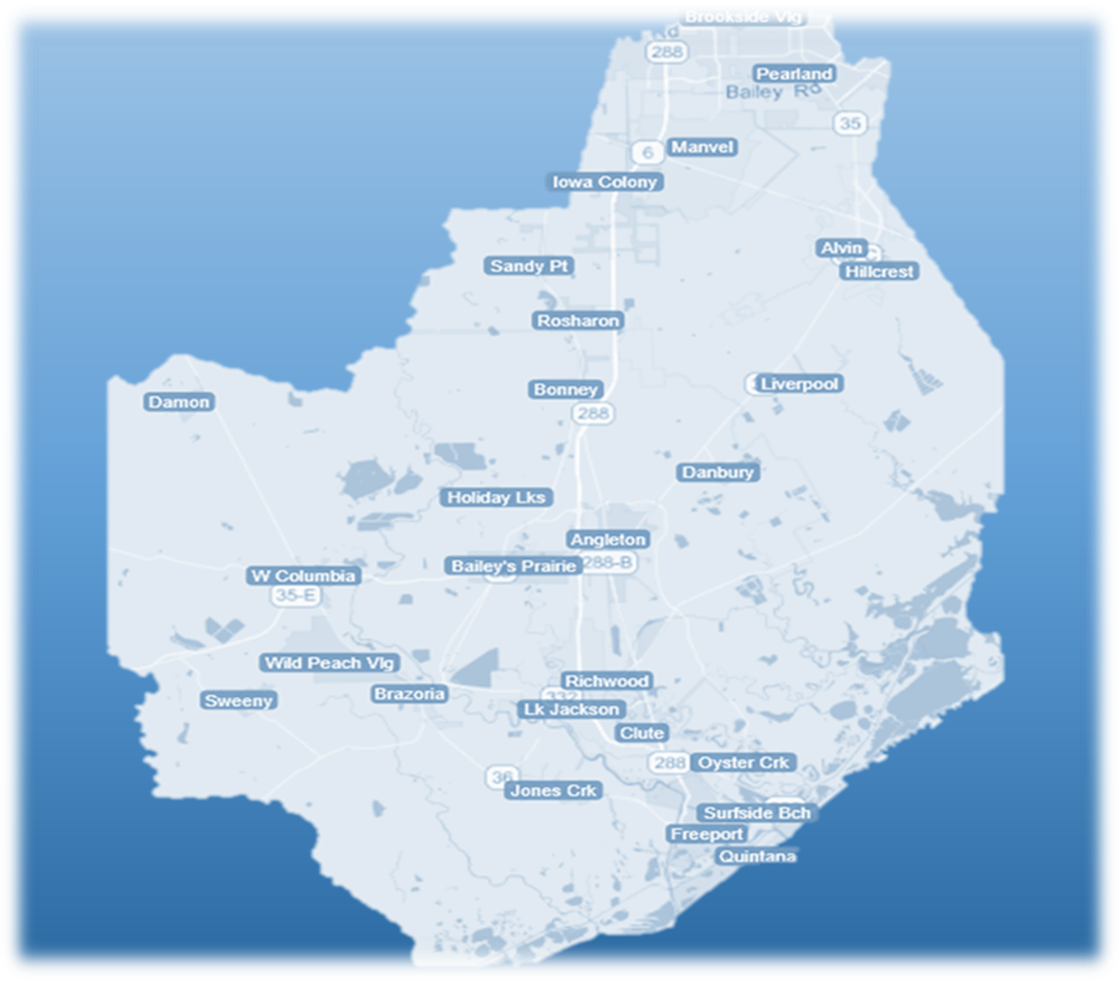 Brookside Vlg
Rd
288
Pearland
Bailey Rd
35
6
Manvel
Iowa Colony
Alvin
Sandy Pt
Hillcrest
Rosharon
Liverpool
Bonney
Damon
288
Danbury
Holiday Lks
Angleton
Bailey's Prairie
288-B
W Columbia
35-E
Wild Peach Vlg
Richwood
Brazoria
332
Sweeny
Lk Jackson
Clute
288
Oyster Crk
36
Jones Crk
Surfside Bch
Freeport
Quintana